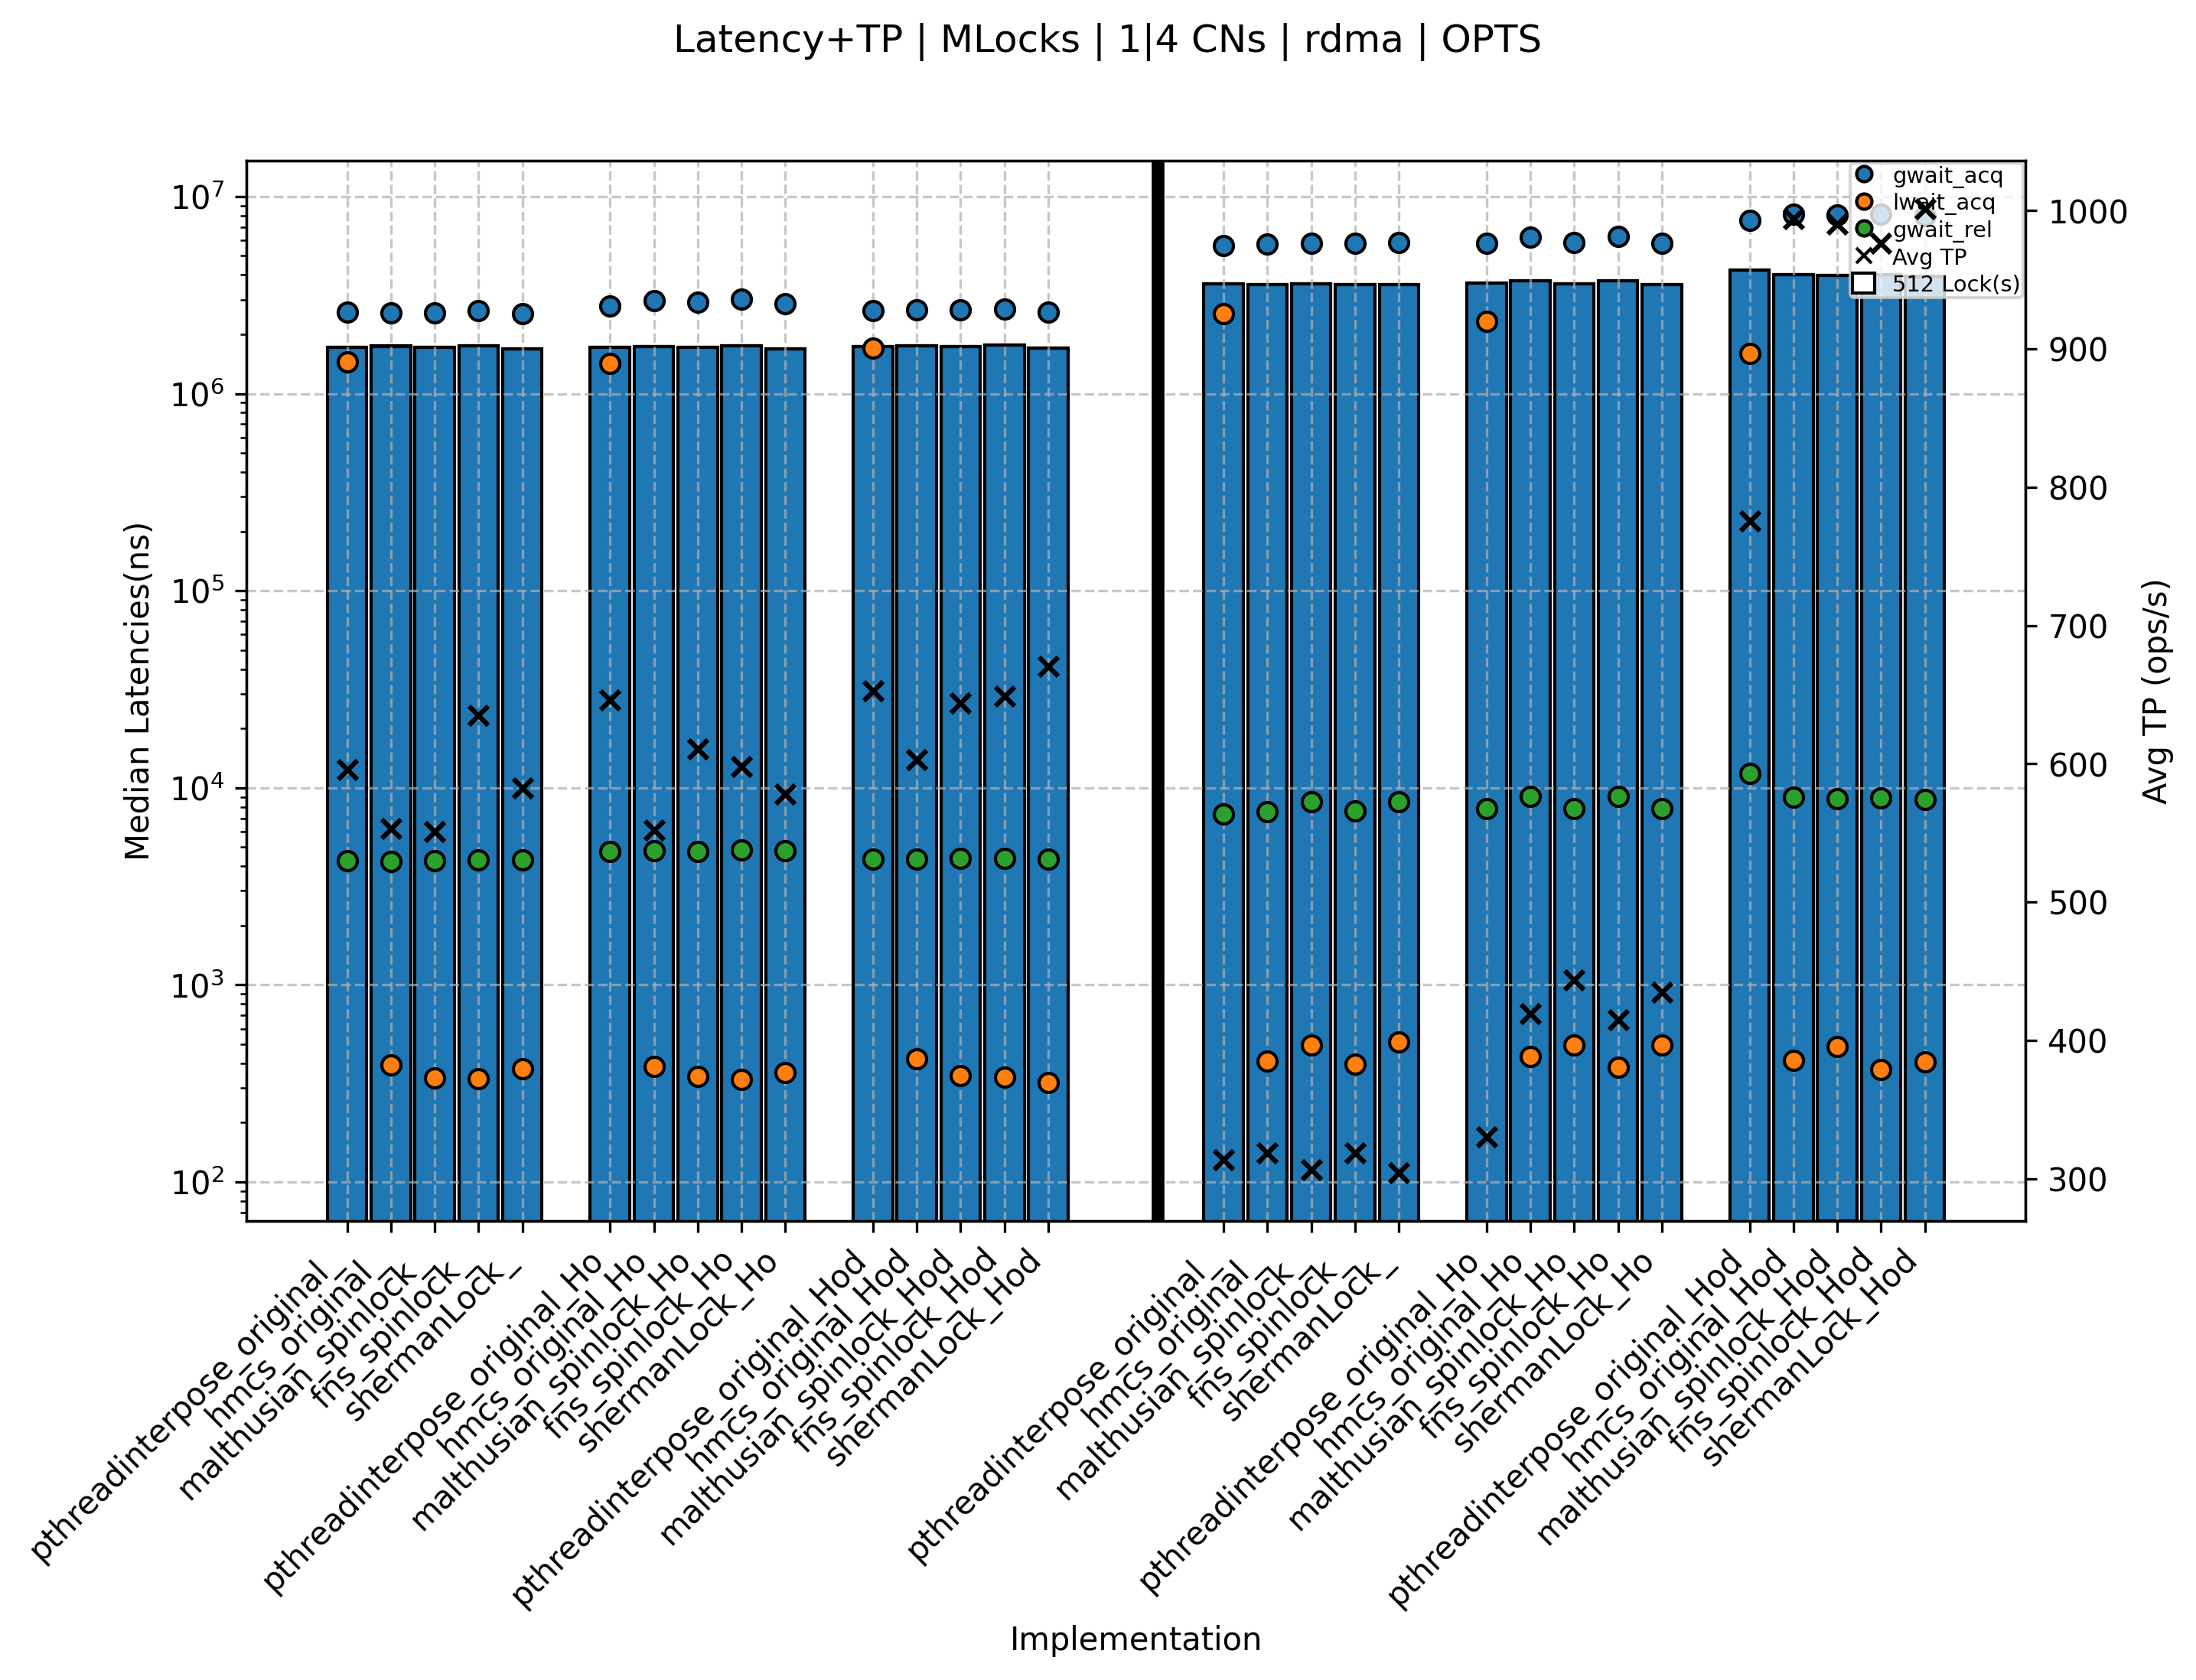 Latency+TP | MLocks | 1|4 CNs | rdma | OPTS
gwait_acq
lwait_acq
gwait_rel
Avg TP
512 Lock(s)
Median Latencies(ns)
10^7
10^6
10^5
10^4
10^3
10^2
Avg TP (ops/s)
1000
900
800
700
600
500
400
300
pthreadinterpose_original_
hmcs_original_
malthusian_spinlock_
fns_spinlock_
shermanLock_
pthreadinterpose_original_Ho
hmcs_original_Ho
malthusian_spinlock_Ho
fns_spinlock_Ho
shermanLock_Ho
pthreadinterpose_original_Hod
hmcs_original_Hod
malthusian_spinlock_Hod
fns_spinlock_Hod
shermanLock_Hod
pthreadinterpose_original_
hmcs_original_
malthusian_spinlock_
fns_spinlock_
shermanLock_
pthreadinterpose_original_Ho
hmcs_original_Ho
malthusian_spinlock_Ho
fns_spinlock_Ho
shermanLock_Ho
pthreadinterpose_original_Hod
hmcs_original_Hod
malthusian_spinlock_Hod
fns_spinlock_Hod
shermanLock_Hod
Implementation